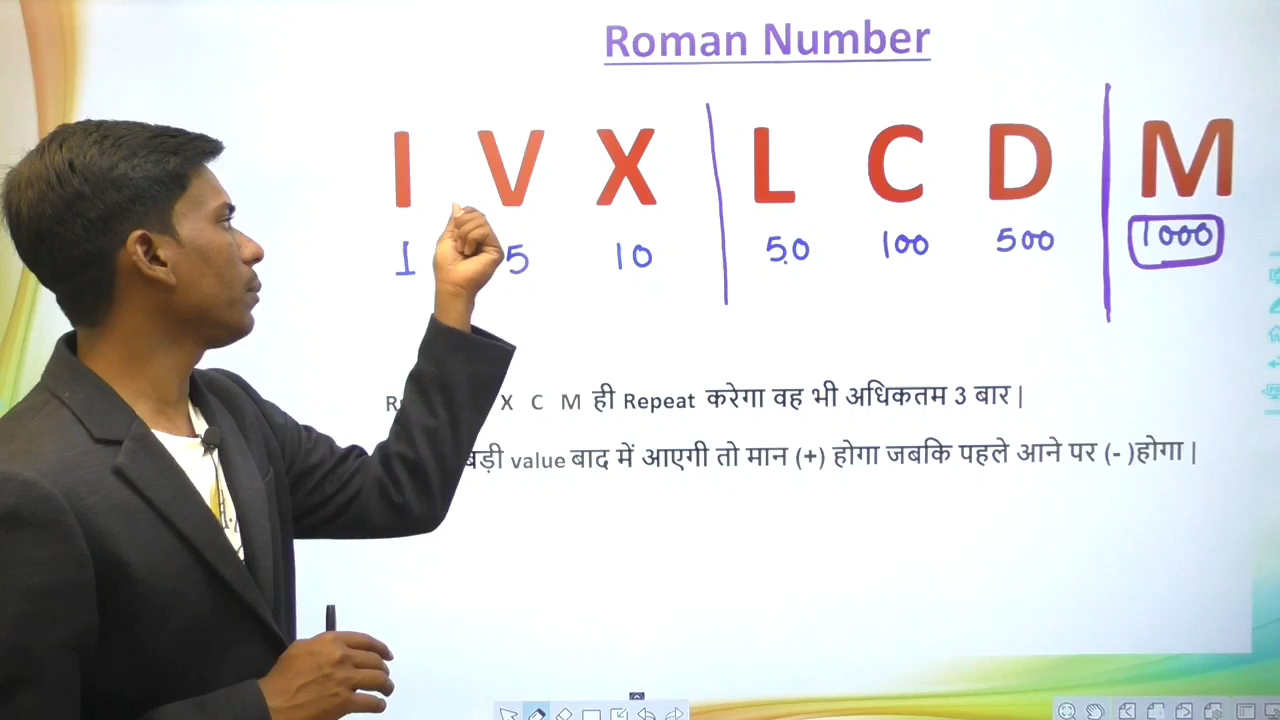 Roman Number
I V X L C D M
1 5 10 50 100 500 1000
X C M ही Repeat करेगा वह भी अधिकतम 3 बार |
बड़ी value बाद में आएगी तो मान (+) होगा जबकि पहले आने पर (- )होगा |